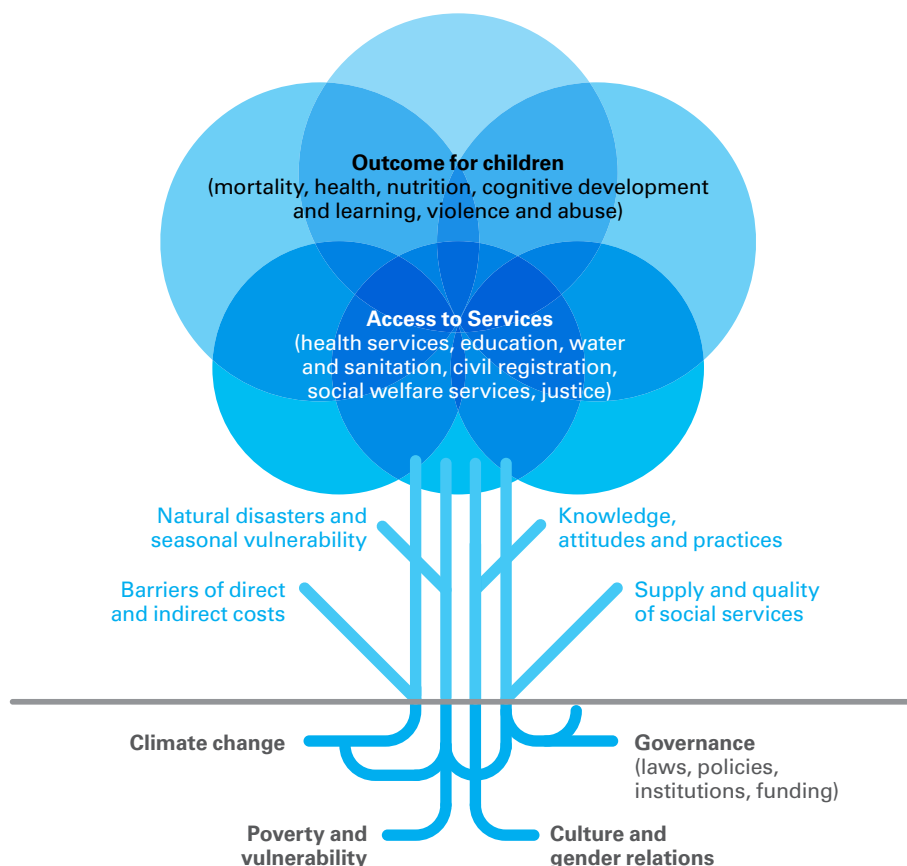 Outcome for children
(mortality, health, nutrition, cognitive development
and learning, violence and abuse)
Access to Services
(health services, education, water
and sanitation, civil registration,
social welfare services, justice)
Natural disasters and
seasonal vulnerability
Knowledge,
attitudes and practices
Barriers of direct
and indirect costs
Supply and quality
of social services
Climate change
Governance
(laws, policies,
institutions, funding)
Poverty and
vulnerability
Culture and
gender relations